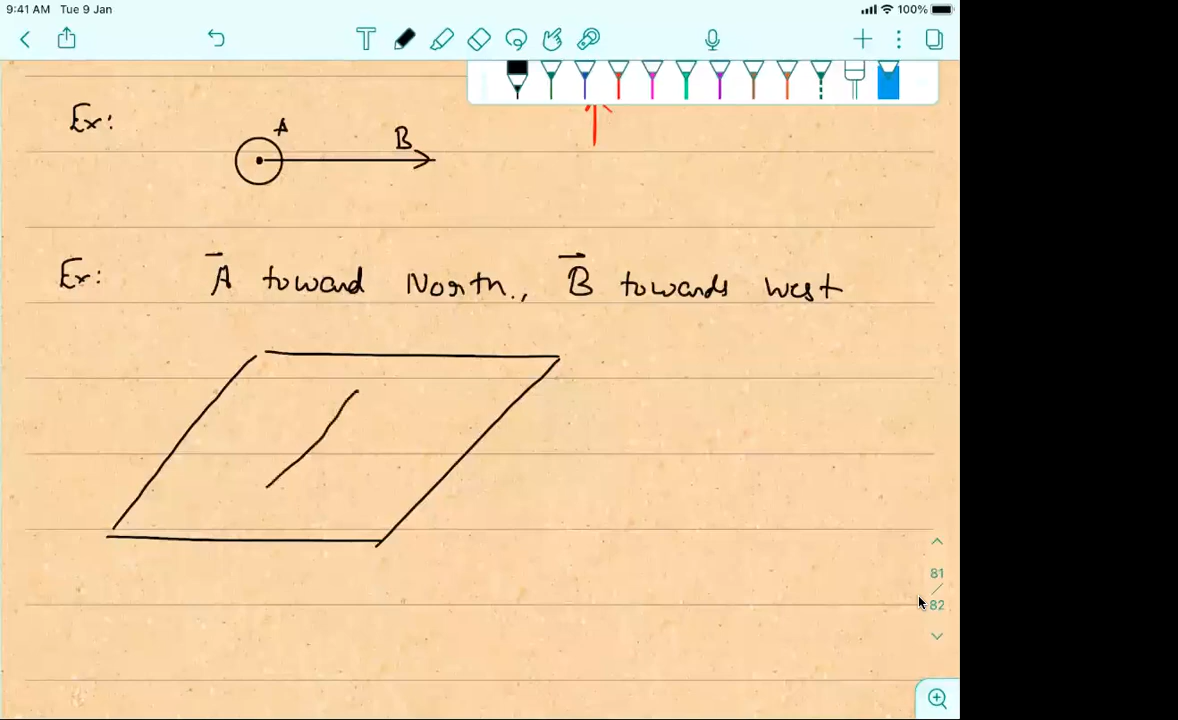 9:41 AM Tue 9 Jan
100%
Ex:
A
B
Ex: A toward North., B towards west
81
82